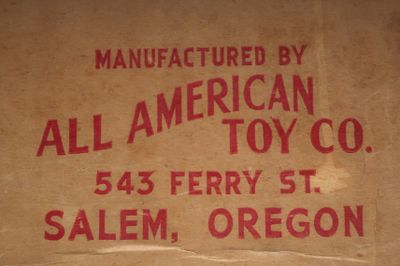 MANUFACTURED BY
ALL AMERICAN
TOY CO.
543 FERRY ST.
SALEM, OREGON